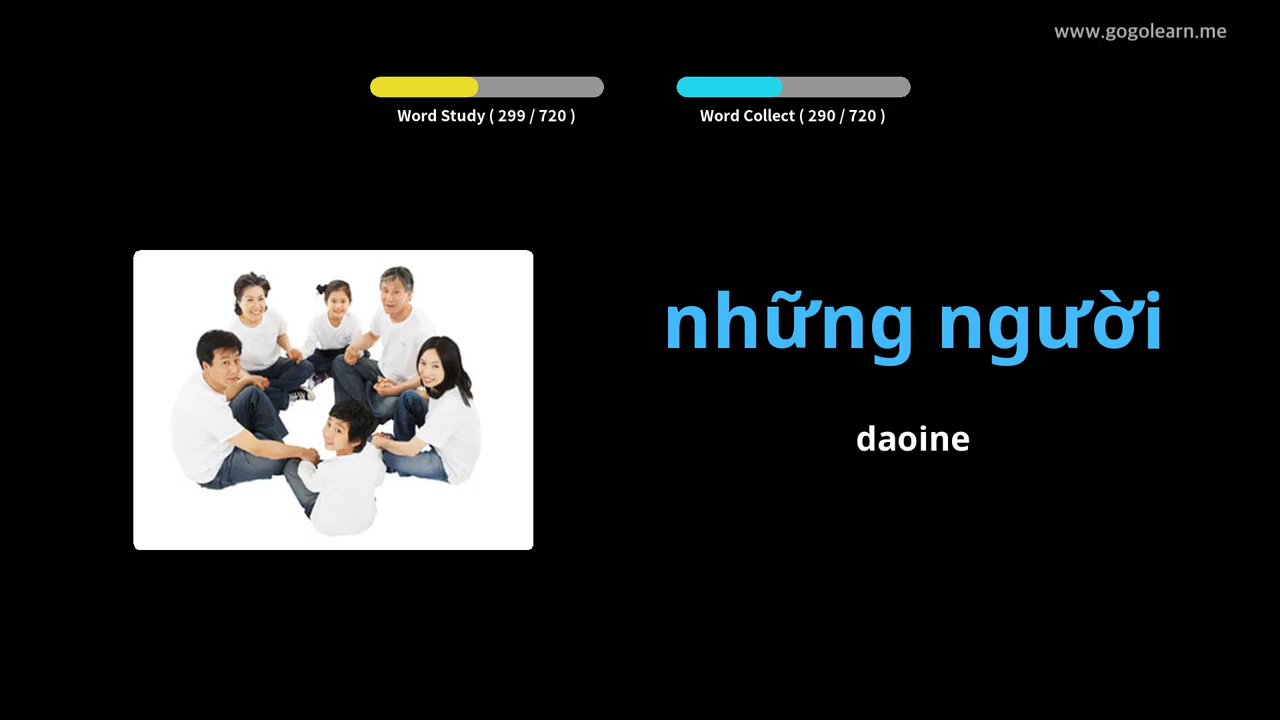 www.gogolearn.me
Word Study ( 299 / 720 )
Word Collect ( 290 / 720 )
những người
daoine